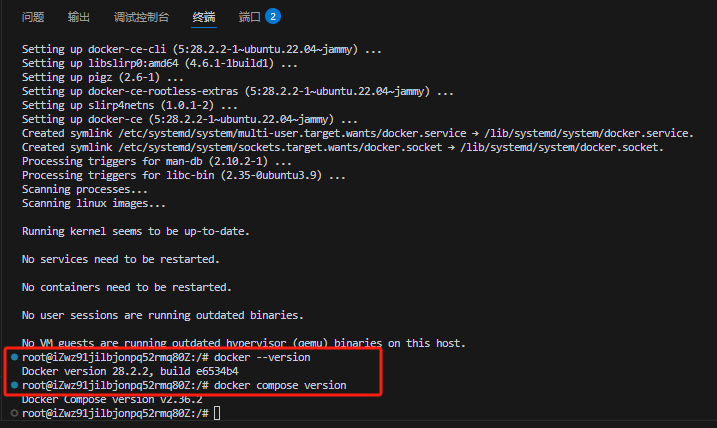 问题 输出 调试控制台 终端 端口 2
Setting up docker-ce-cli (5:28.2.2-1~ubuntu.22.04~jammy) ...
Setting up libslirp0:amd64 (4.6.1-1build1) ...
Setting up pigz (2.6-1) ...
Setting up docker-ce-rootless-extras (5:28.2.2-1~ubuntu.22.04~jammy) ...
Setting up slirp4netns (1.0.1-2) ...
Setting up docker-ce (5:28.2.2-1~ubuntu.22.04~jammy) ...
Created symlink /etc/systemd/system/multi-user.target.wants/docker.service → /lib/systemd/system/docker.service.
Created symlink /etc/systemd/system/sockets.target.wants/docker.socket → /lib/systemd/system/docker.socket.
Processing triggers for man-db (2.10.2-1) ...
Processing triggers for libc-bin (2.35-0ubuntu3.9) ...
Scanning processes...
Scanning linux images...
Running kernel seems to be up-to-date.
No services need to be restarted.
No containers need to be restarted.
No user sessions are running outdated binaries.
No VM guests are running outdated hypervisor (qemu) binaries on this host.
root@iZwz91jilbjonpq52rmq80Z:/# docker --version
Docker version 28.2.2, build e6534b4
root@iZwz91jilbjonpq52rmq80Z:/# docker compose version
Docker Compose version v2.36.2
root@iZwz91jilbjonpq52rmq80Z:/#